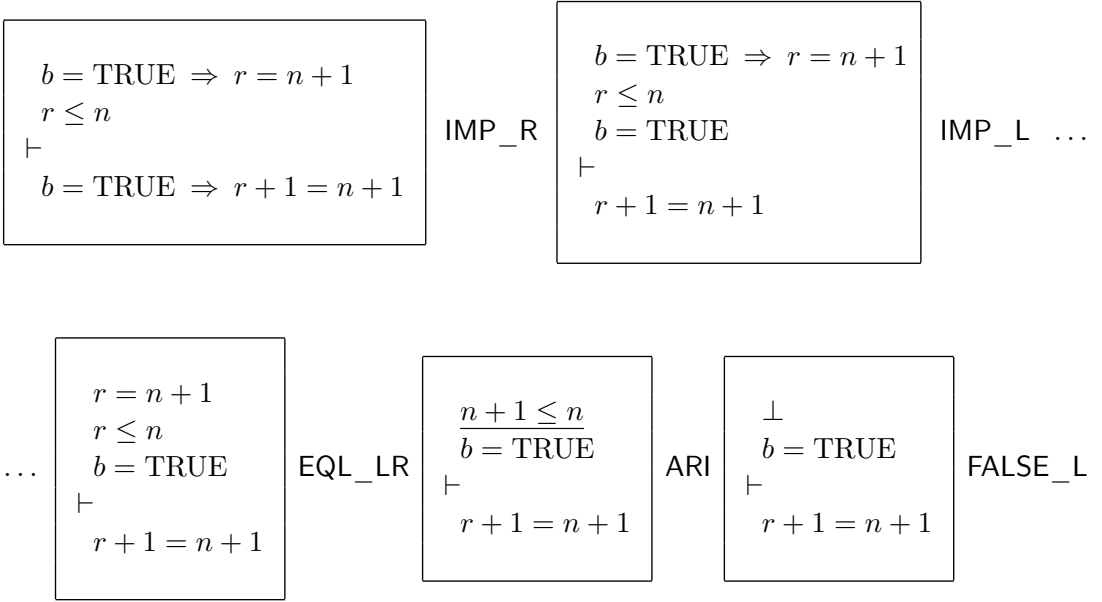 b = TRUE ⇒ r = n + 1
r ≤ n
⊢
b = TRUE ⇒ r + 1 = n + 1
IMP_R
b = TRUE ⇒ r = n + 1
r ≤ n
b = TRUE
⊢
r + 1 = n + 1
IMP_L ...
...
r = n + 1
r ≤ n
b = TRUE
⊢
r + 1 = n + 1
EQL_LR
n + 1 ≤ n
b = TRUE
⊢
r + 1 = n + 1
ARI
⊥
b = TRUE
⊢
r + 1 = n + 1
FALSE_L